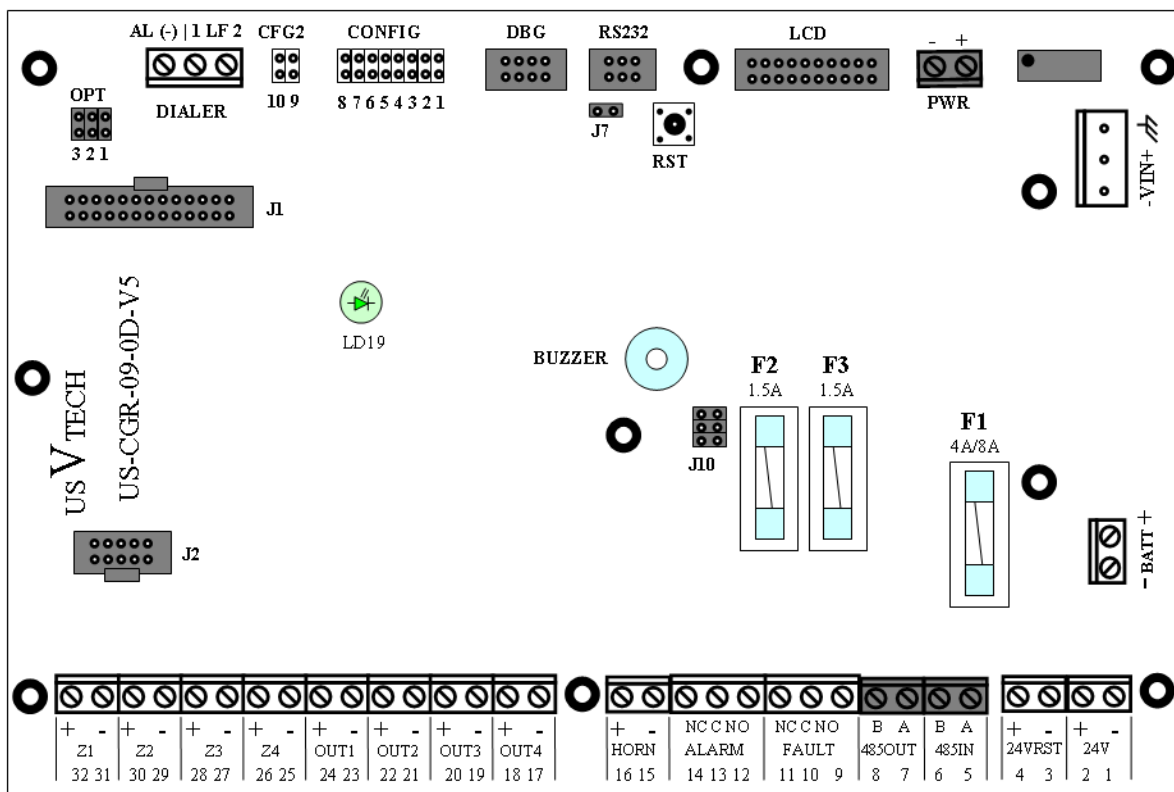 AL (-) | 1 LF 2 CFG2 CONFIG DBG RS232 LCD - +
OPT DIALER 10 9 8 7 6 5 4 3 2 1 J7 RST PWR
3 2 1
J1
- VIN+
US V TECH
US-CGR-09-0D-V5
LD19
BUZZER
F2 F3
1.5A 1.5A
F1
4A/8A
J10
J2
- BATT +
+ - + - + - + - + - + - + - + - + - NC C NO NC C NO B A B A + - + -
Z1 Z2 Z3 Z4 OUT1 OUT2 OUT3 OUT4 HORN ALARM FAULT 485OUT 485IN 24VRST 24V
32 31 30 29 28 27 26 25 24 23 22 21 20 19 18 17 16 15 14 13 12 11 10 9 8 7 6 5 4 3 2 1